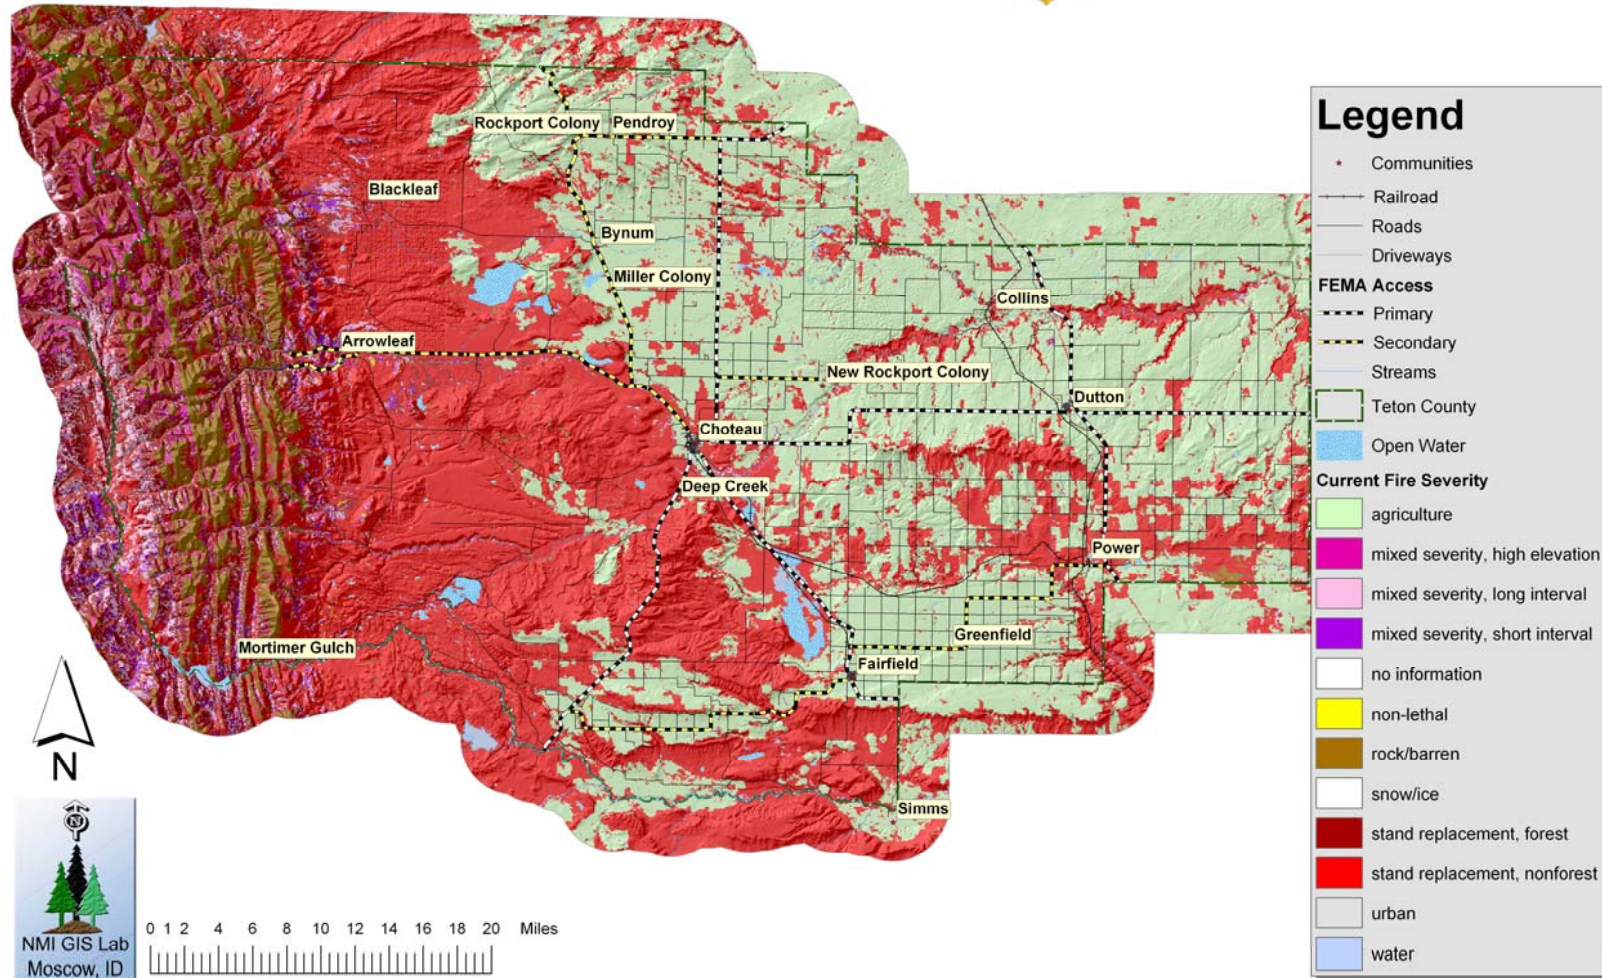 Rockport Colony
Pendroy
Blackleaf
Bynum
Miller Colony
Collins
Arrowleaf
New Rockport Colony
Dutton
Choteau
Deep Creek
Power
Greenfield
Mortimer Gulch
Fairfield
Simms
N
N
NMI GIS Lab
Moscow, ID
0 1 2 4 6 8 10 12 14 16 18 20 Miles
Legend
Communities
Railroad
Roads
Driveways
FEMA Access
Primary
Secondary
Streams
Teton County
Open Water
Current Fire Severity
agriculture
mixed severity, high elevation
mixed severity, long interval
mixed severity, short interval
no information
non-lethal
rock/barren
snow/ice
stand replacement, forest
stand replacement, nonforest
urban
water